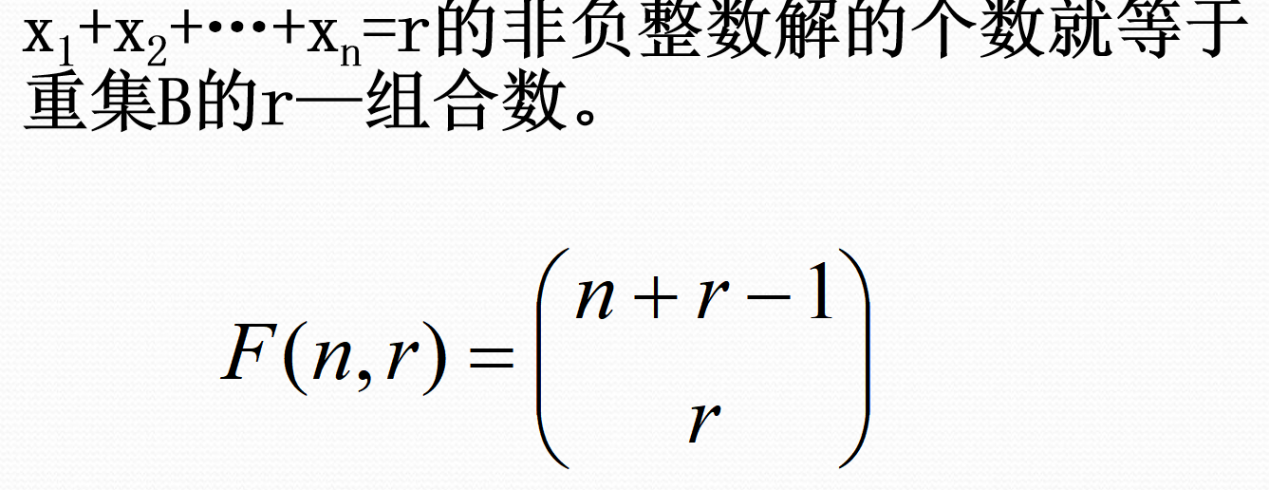 x₁+x₂+···+xₙ=r的非负整数解的个数就等于
重集B的r—组合数。
F(n,r)=(n+r−1
r)